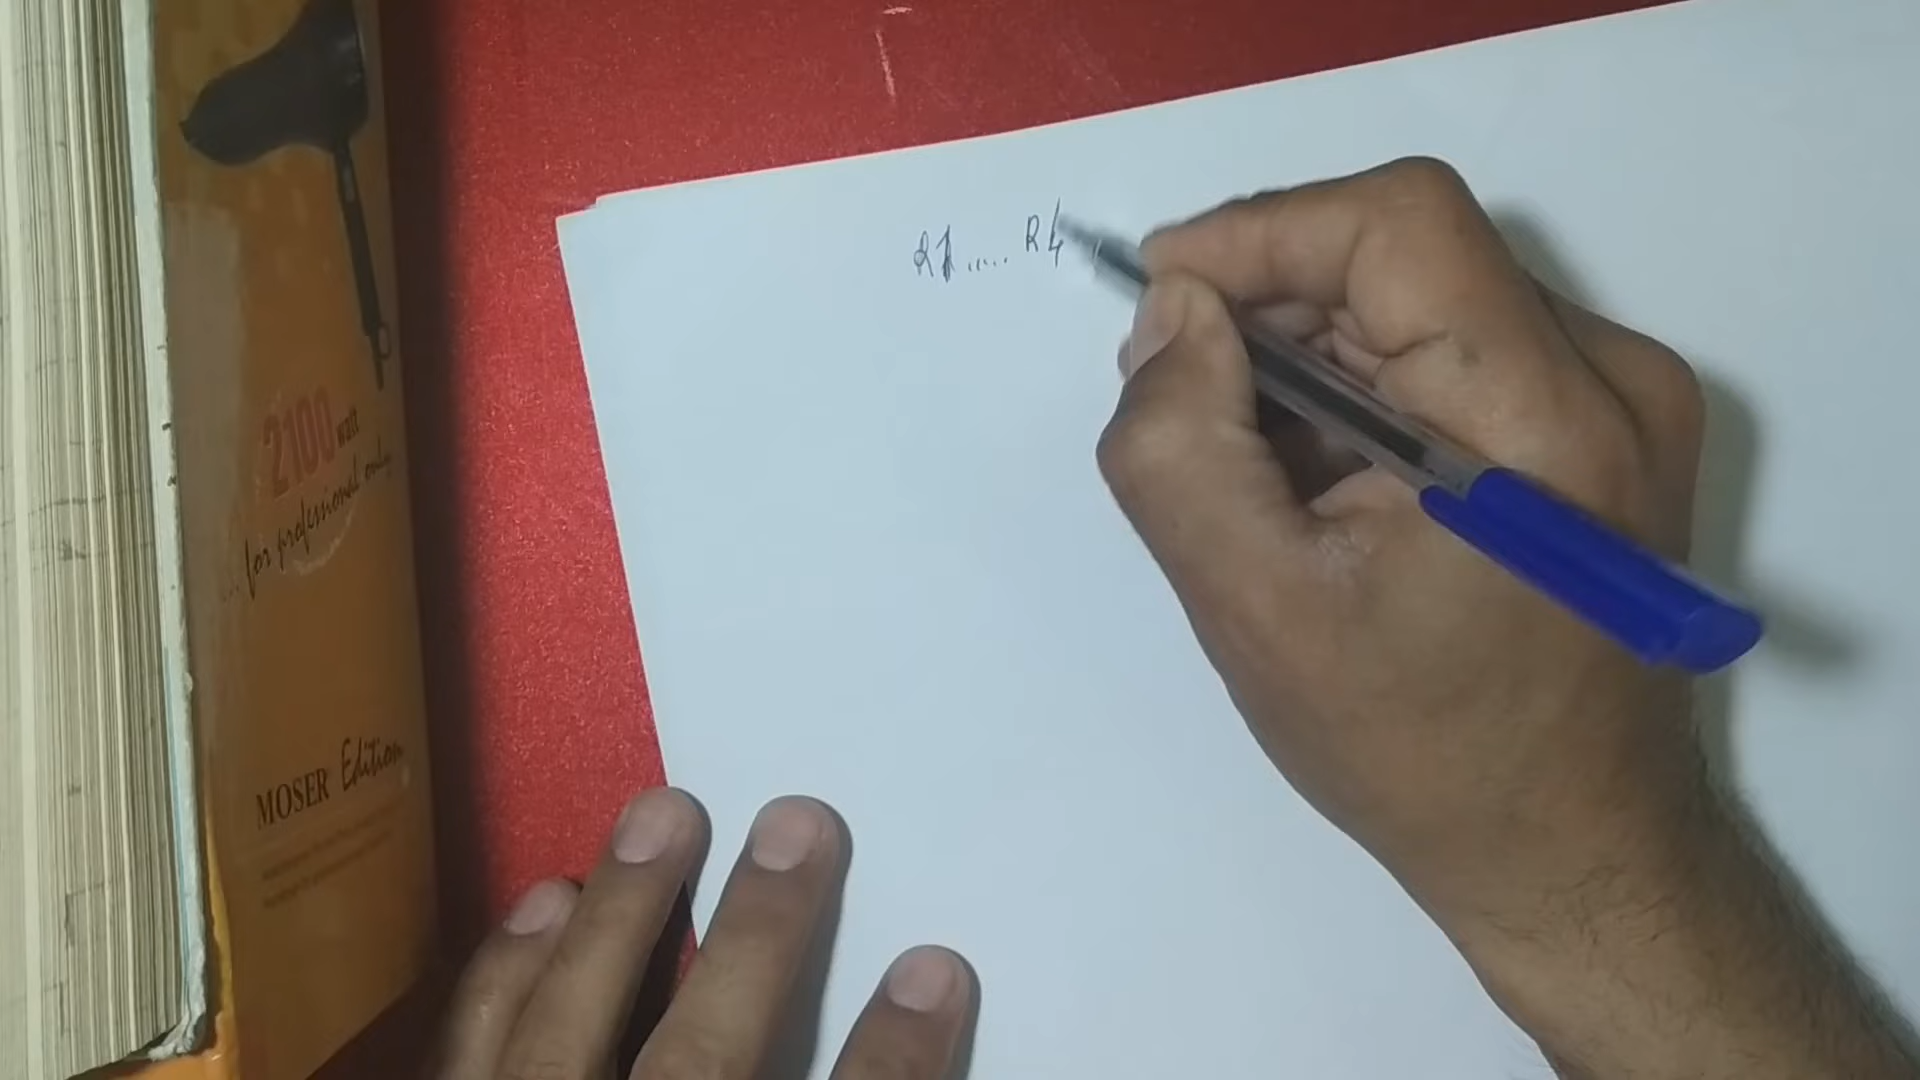 R1 .... R4
2100 watt
... for professional only
MOSER Edition